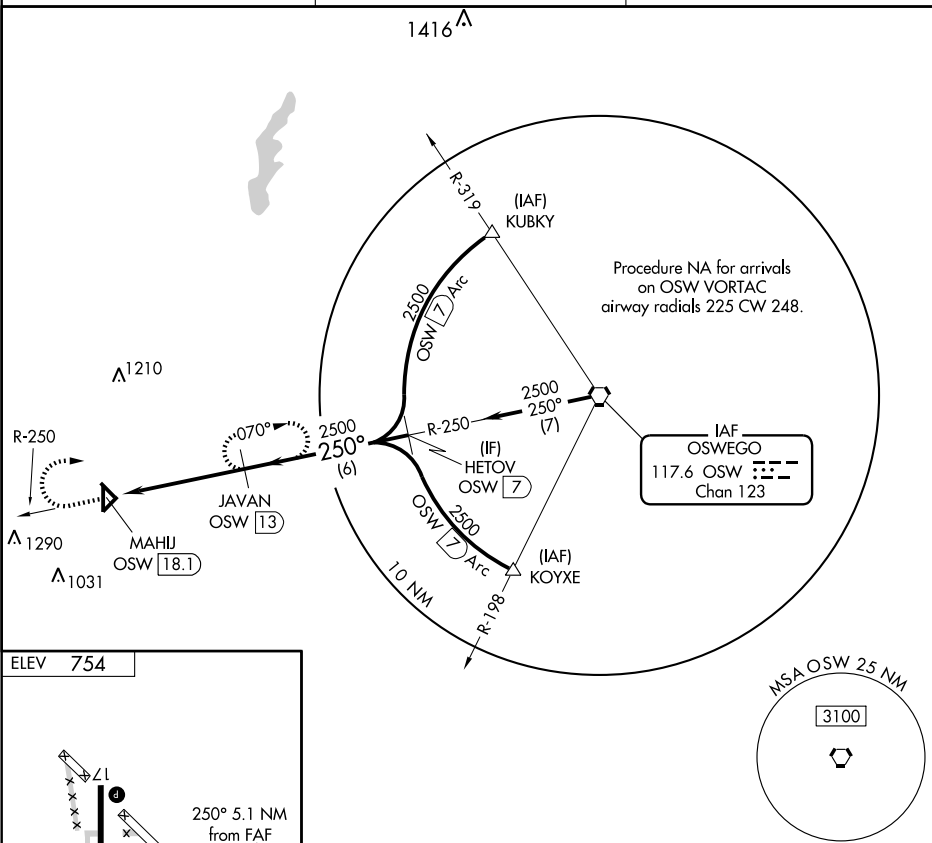 1416
R-319
(IAF)
KUBKY
Procedure NA for arrivals
on OSW VORTAC
airway radials 225 CW 248.
2500
OSW 7 Arc
1210
2500
250°
(7)
R-250
R-250
070°
2500
250°
(6)
(IF)
HETOV
OSW 7
IAF
OSWEGO
117.6 OSW
Chan 123
JAVAN
OSW 13
MAHIJ
OSW 18.1
1290
1031
2500
OSW 7 Arc
(IAF)
KOYXE
10 NM
R-198
ELEV 754
MSA OSW 25 NM
3100
17
P
250° 5.1 NM
from FAF